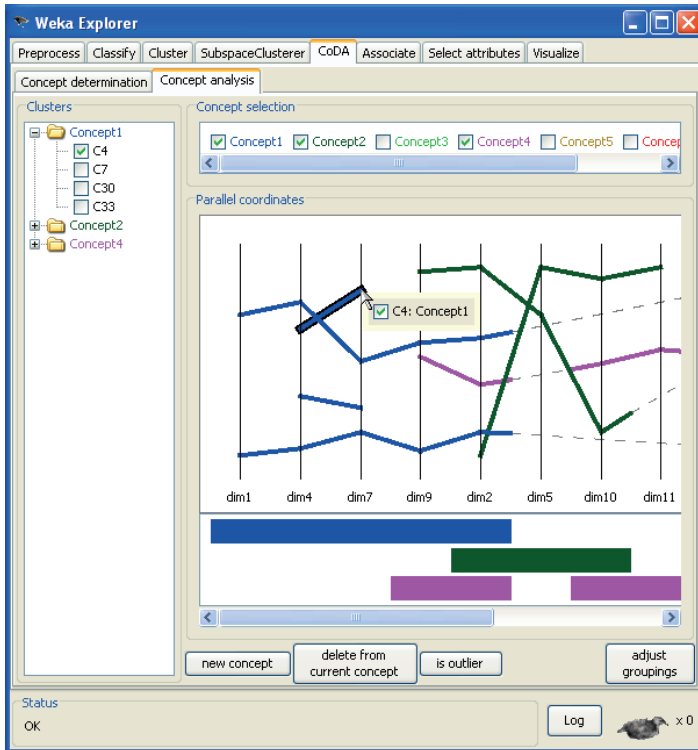 Weka Explorer
Preprocess Classify Cluster SubspaceClusterer CoDA Associate Select attributes Visualize
Concept determination Concept analysis
Clusters
Concept1
C4
C7
C30
C33
Concept2
Concept4
Concept selection
Concept1 Concept2 Concept3 Concept4 Concept5 Concep
Parallel coordinates
C4: Concept1
dim1 dim4 dim7 dim9 dim2 dim5 dim10 dim11
new concept
delete from
current concept
is outlier
adjust
groupings
Status
OK
Log
x 0